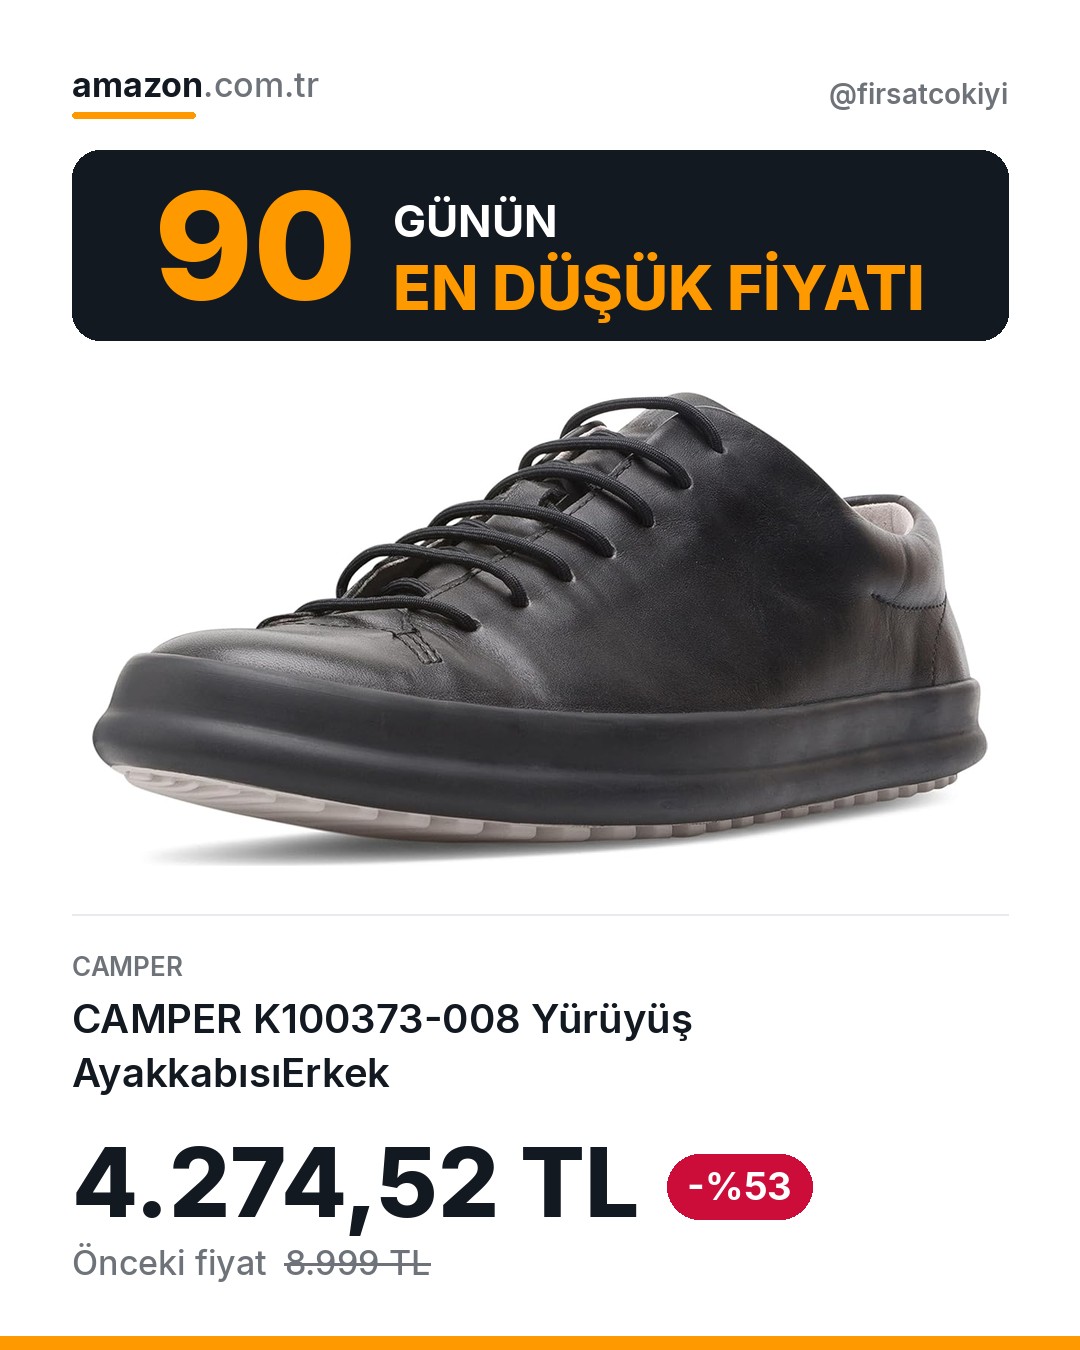 amazon.com.tr
@firsatcokiyi
90
GÜNÜN
EN DÜŞÜK FİYATI
CAMPER
CAMPER K100373-008 Yürüyüş
AyakkabısıErkek
4.274,52 TL
-%53
Önceki fiyat 8.999 TL